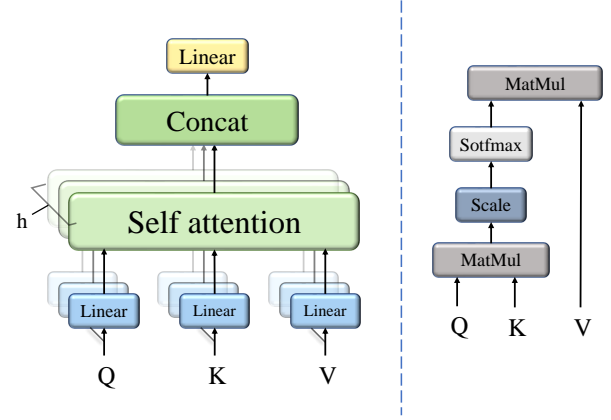 Linear
Concat
Self attention
h
Linear
Linear
Linear
Q
K
V
MatMul
Sotfmax
Scale
MatMul
Q
K
V